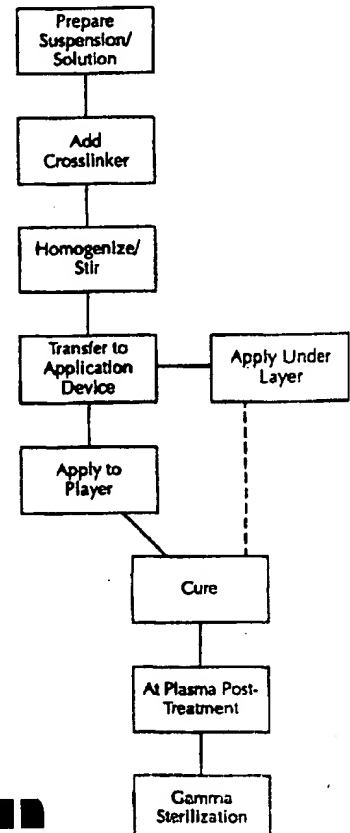 Prepare
Suspension/
Solution
Add
Crosslinker
Homogenize/
Stir
Transfer to
Application
Device
Apply Under
Layer
Apply to
Player
Cure
At Plasma Post-
Treatment
Gamma
Sterilization